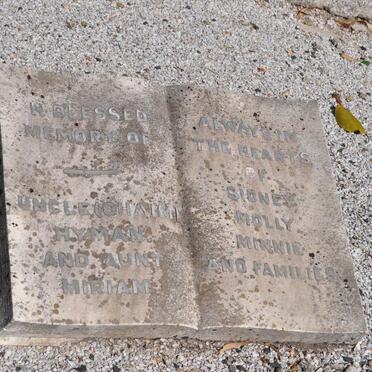 IN BLESSED
MEMORY OF
UNCLE (CHAIM)
HYMAN
AND AUNT
MIRIAM
ALWAYS IN
THE HEARTS
OF
SIDNEY
MOLLY
MINNIE
AND FAMILIES